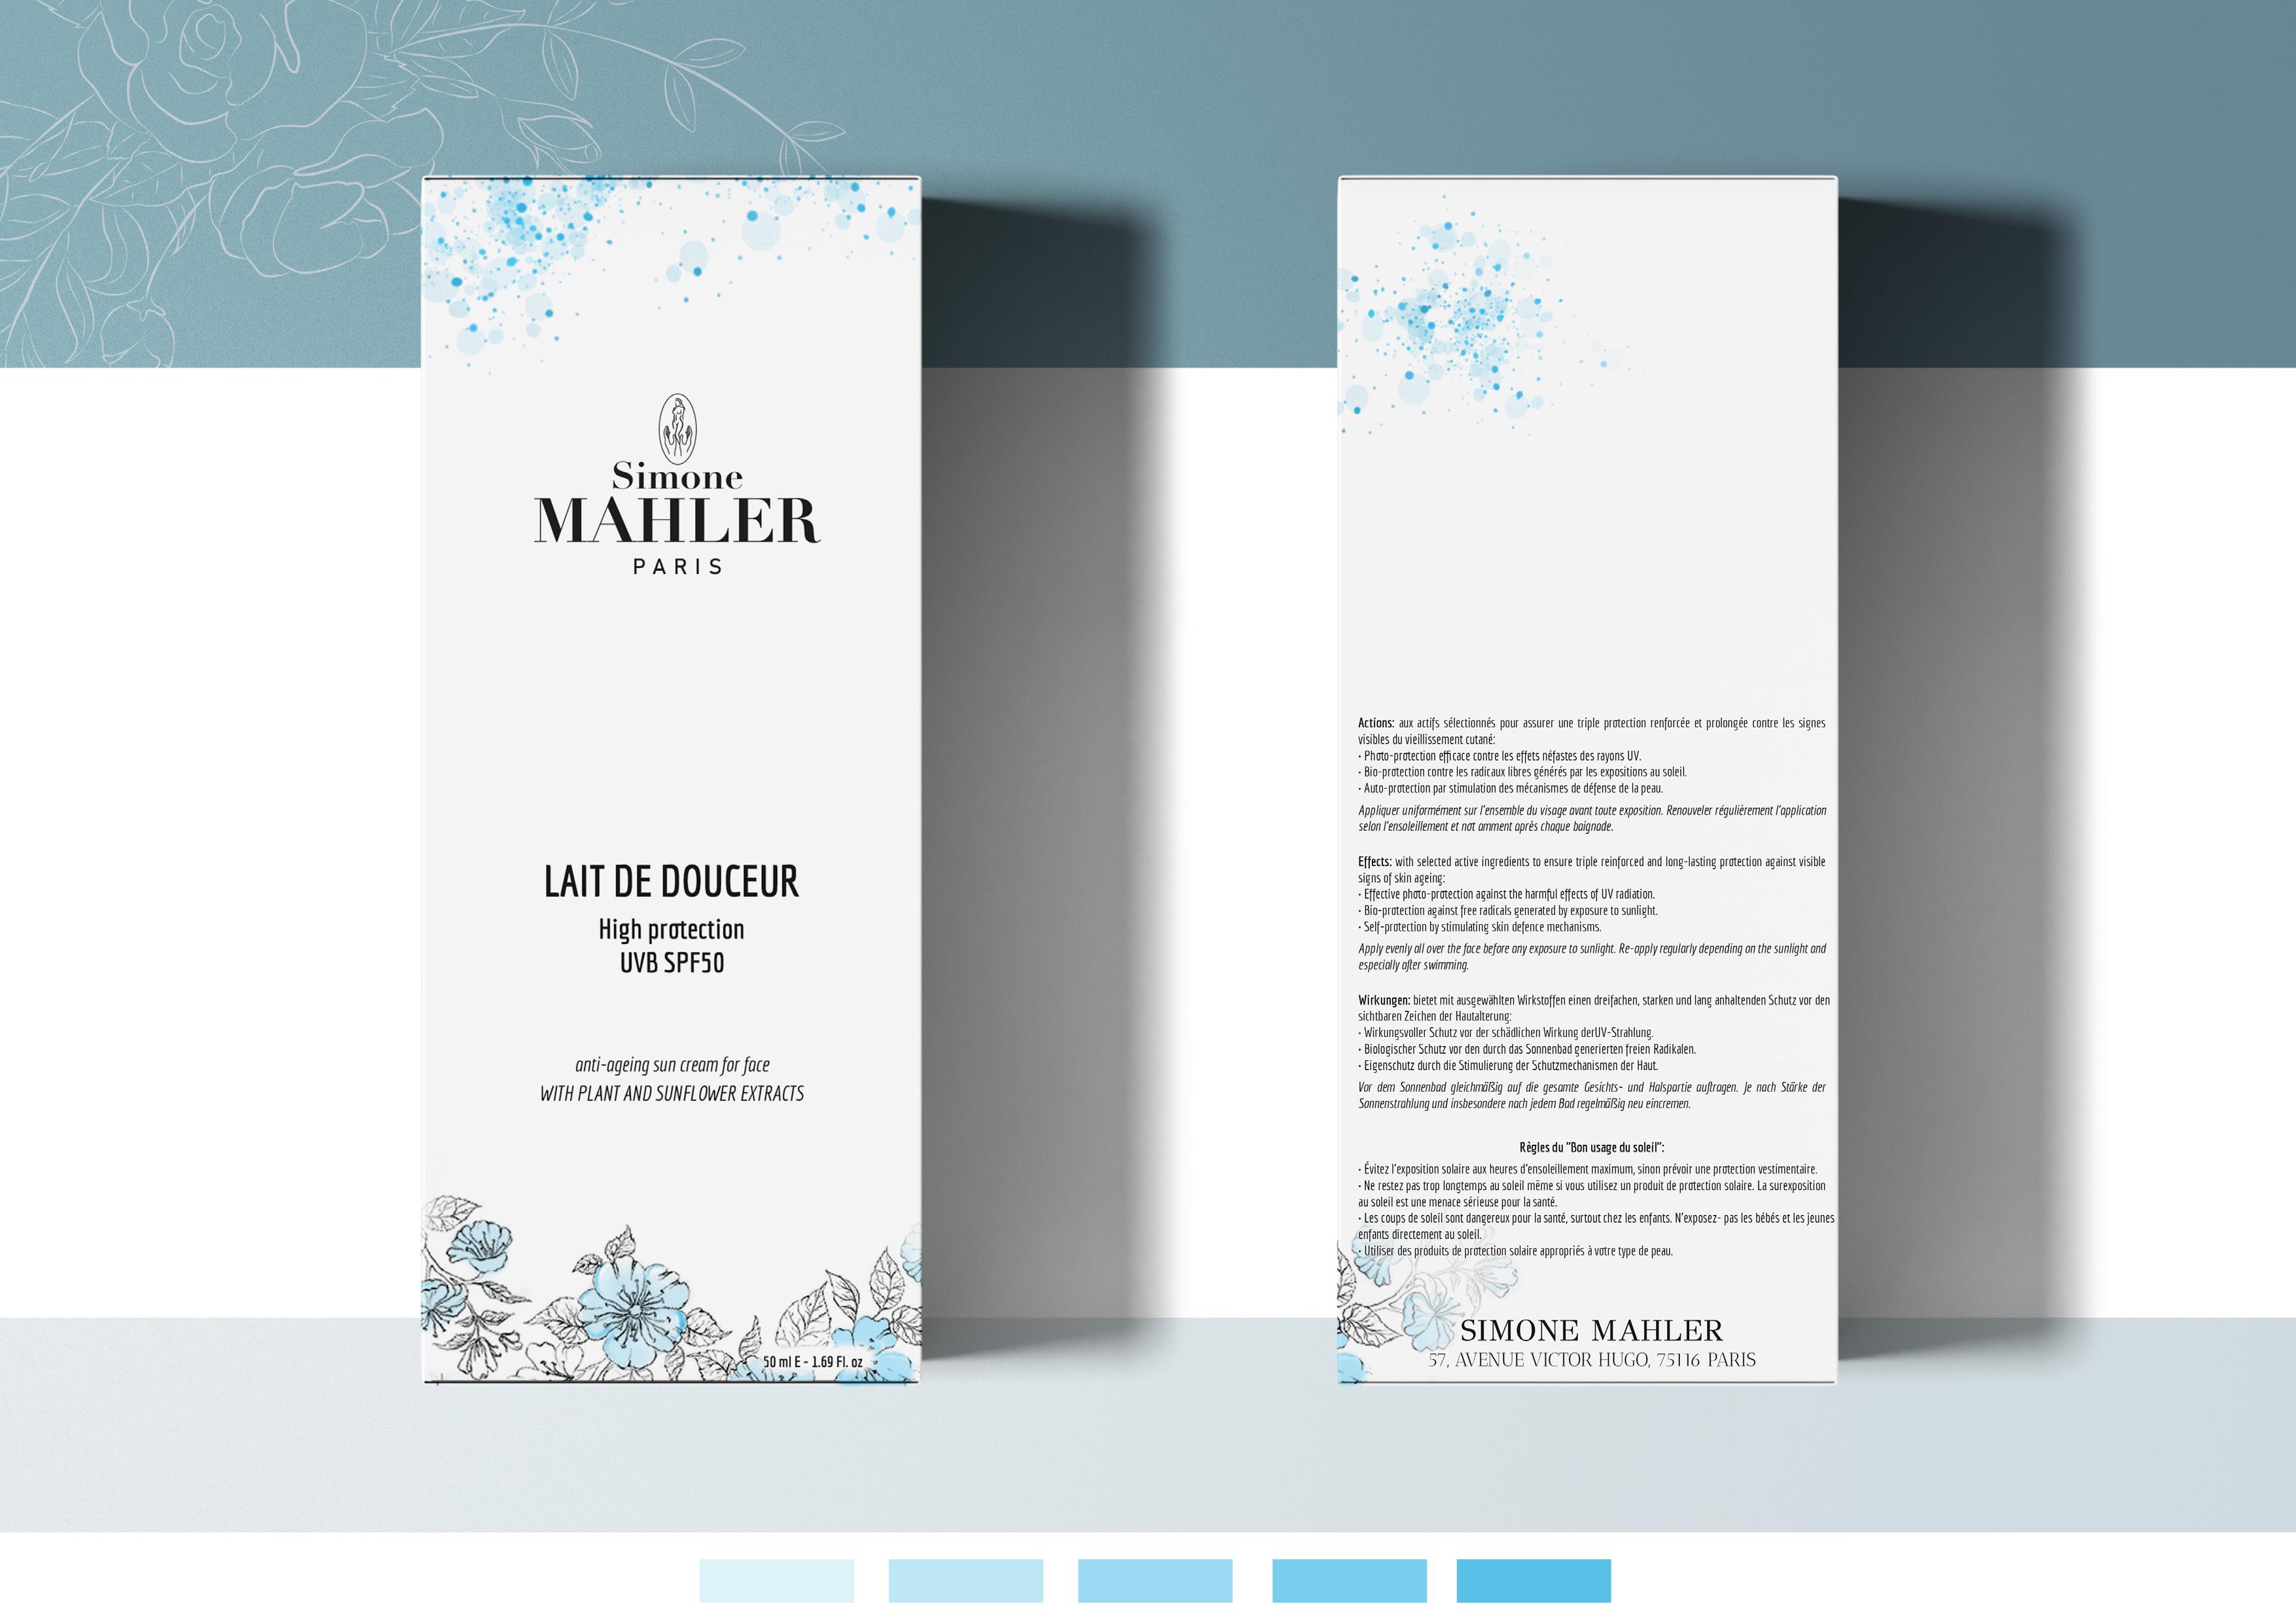 Simone
MAHLER
PARIS
LAIT DE DOUCEUR
High protection
UVB SPF50
anti-ageing sun cream for face
WITH PLANT AND SUNFLOWER EXTRACTS
50 ml E - 1.69 Fl. oz
Actions: aux actifs sélectionnés pour assurer une triple protection renforcée et prolongée contre les signes
visibles du vieillissement cutané:
• Photo-protection efficace contre les effets néfastes des rayons UV.
• Bio-protection contre les radicaux libres générés par les expositions au soleil.
• Auto-protection par stimulation des mécanismes de défense de la peau.
Appliquer uniformément sur l'ensemble du visage avant toute exposition. Renouveler régulièrement l'application
selon l'ensoleillement et not amment après chaque baignade.
Effects: with selected active ingredients to ensure triple reinforced and long-lasting protection against visible
signs of skin ageing:
• Effective photo-protection against the harmful effects of UV radiation.
• Bio-protection against free radicals generated by exposure to sunlight.
• Self-protection by stimulating skin defence mechanisms.
Apply evenly all over the face before any exposure to sunlight. Re-apply regularly depending on the sunlight and
especially after swimming.
Wirkungen: bietet mit ausgewählten Wirkstoffen einen dreifachen, starken und lang anhaltenden Schutz vor den
sichtbaren Zeichen der Hautalterung:
• Wirkungsvoller Schutz vor der schädlichen Wirkung derUV-Strahlung.
• Biologischer Schutz vor den durch das Sonnenbad generierten freien Radikalen.
• Eigenschutz durch die Stimulierung der Schutzmechanismen der Haut.
Vor dem Sonnenbad gleichmäßig auf die gesamte Gesichts- und Halspartie auftragen. Je nach Stärke der
Sonnenstrahlung und insbesondere nach jedem Bad regelmäßig neu eincremen.
Règles du "Bon usage du soleil":
• Évitez l'exposition solaire aux heures d'ensoleillement maximum, sinon prévoir une protection vestimentaire.
• Ne restez pas trop longtemps au soleil même si vous utilisez un produit de protection solaire. La surexposition
au soleil est une menace sérieuse pour la santé.
• Les coups de soleil sont dangereux pour la santé, surtout chez les enfants. N'exposez- pas les bébés et les jeunes
enfants directement au soleil.
• Utiliser des produits de protection solaire appropriés à votre type de peau.
SIMONE MAHLER
57, AVENUE VICTOR HUGO, 75116 PARIS